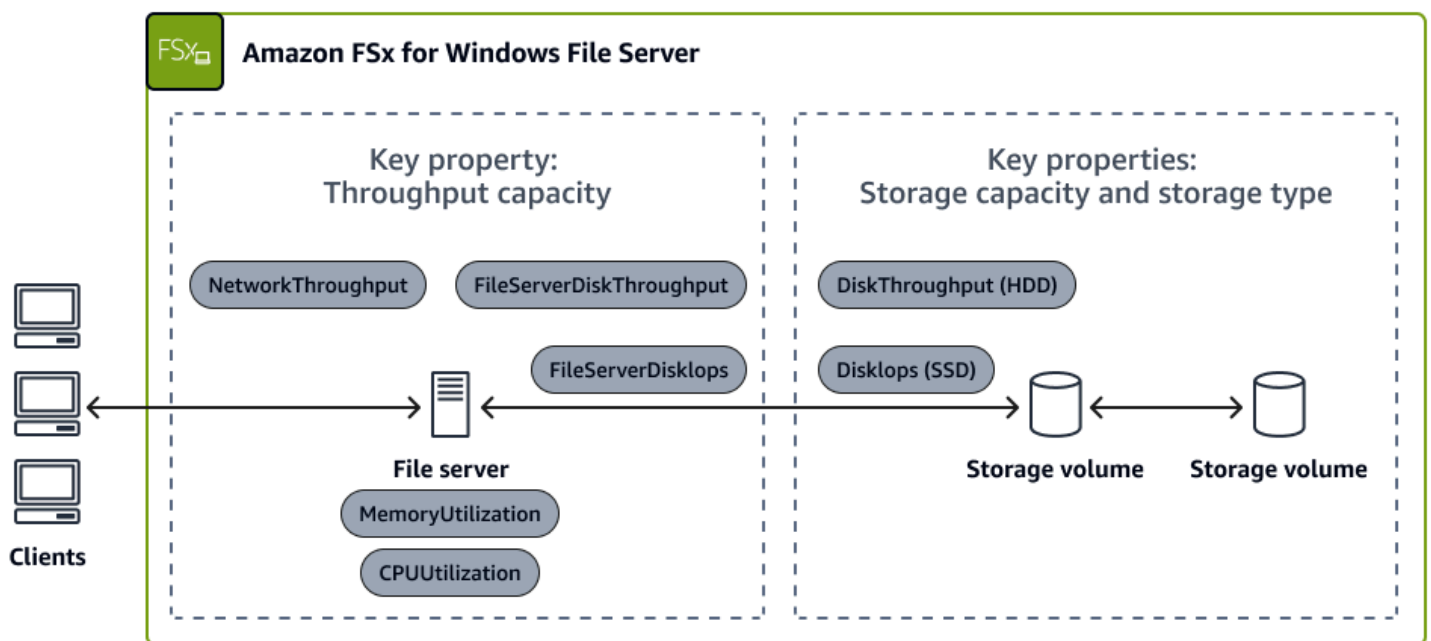 FSx
Amazon FSx for Windows File Server
Key property:
Throughput capacity
Key properties:
Storage capacity and storage type
NetworkThroughput
FileServerDiskThroughput
DiskThroughput (HDD)
FileServerDiskIops
DiskIops (SSD)
File server
Storage volume
Storage volume
MemoryUtilization
Clients
CPUUtilization